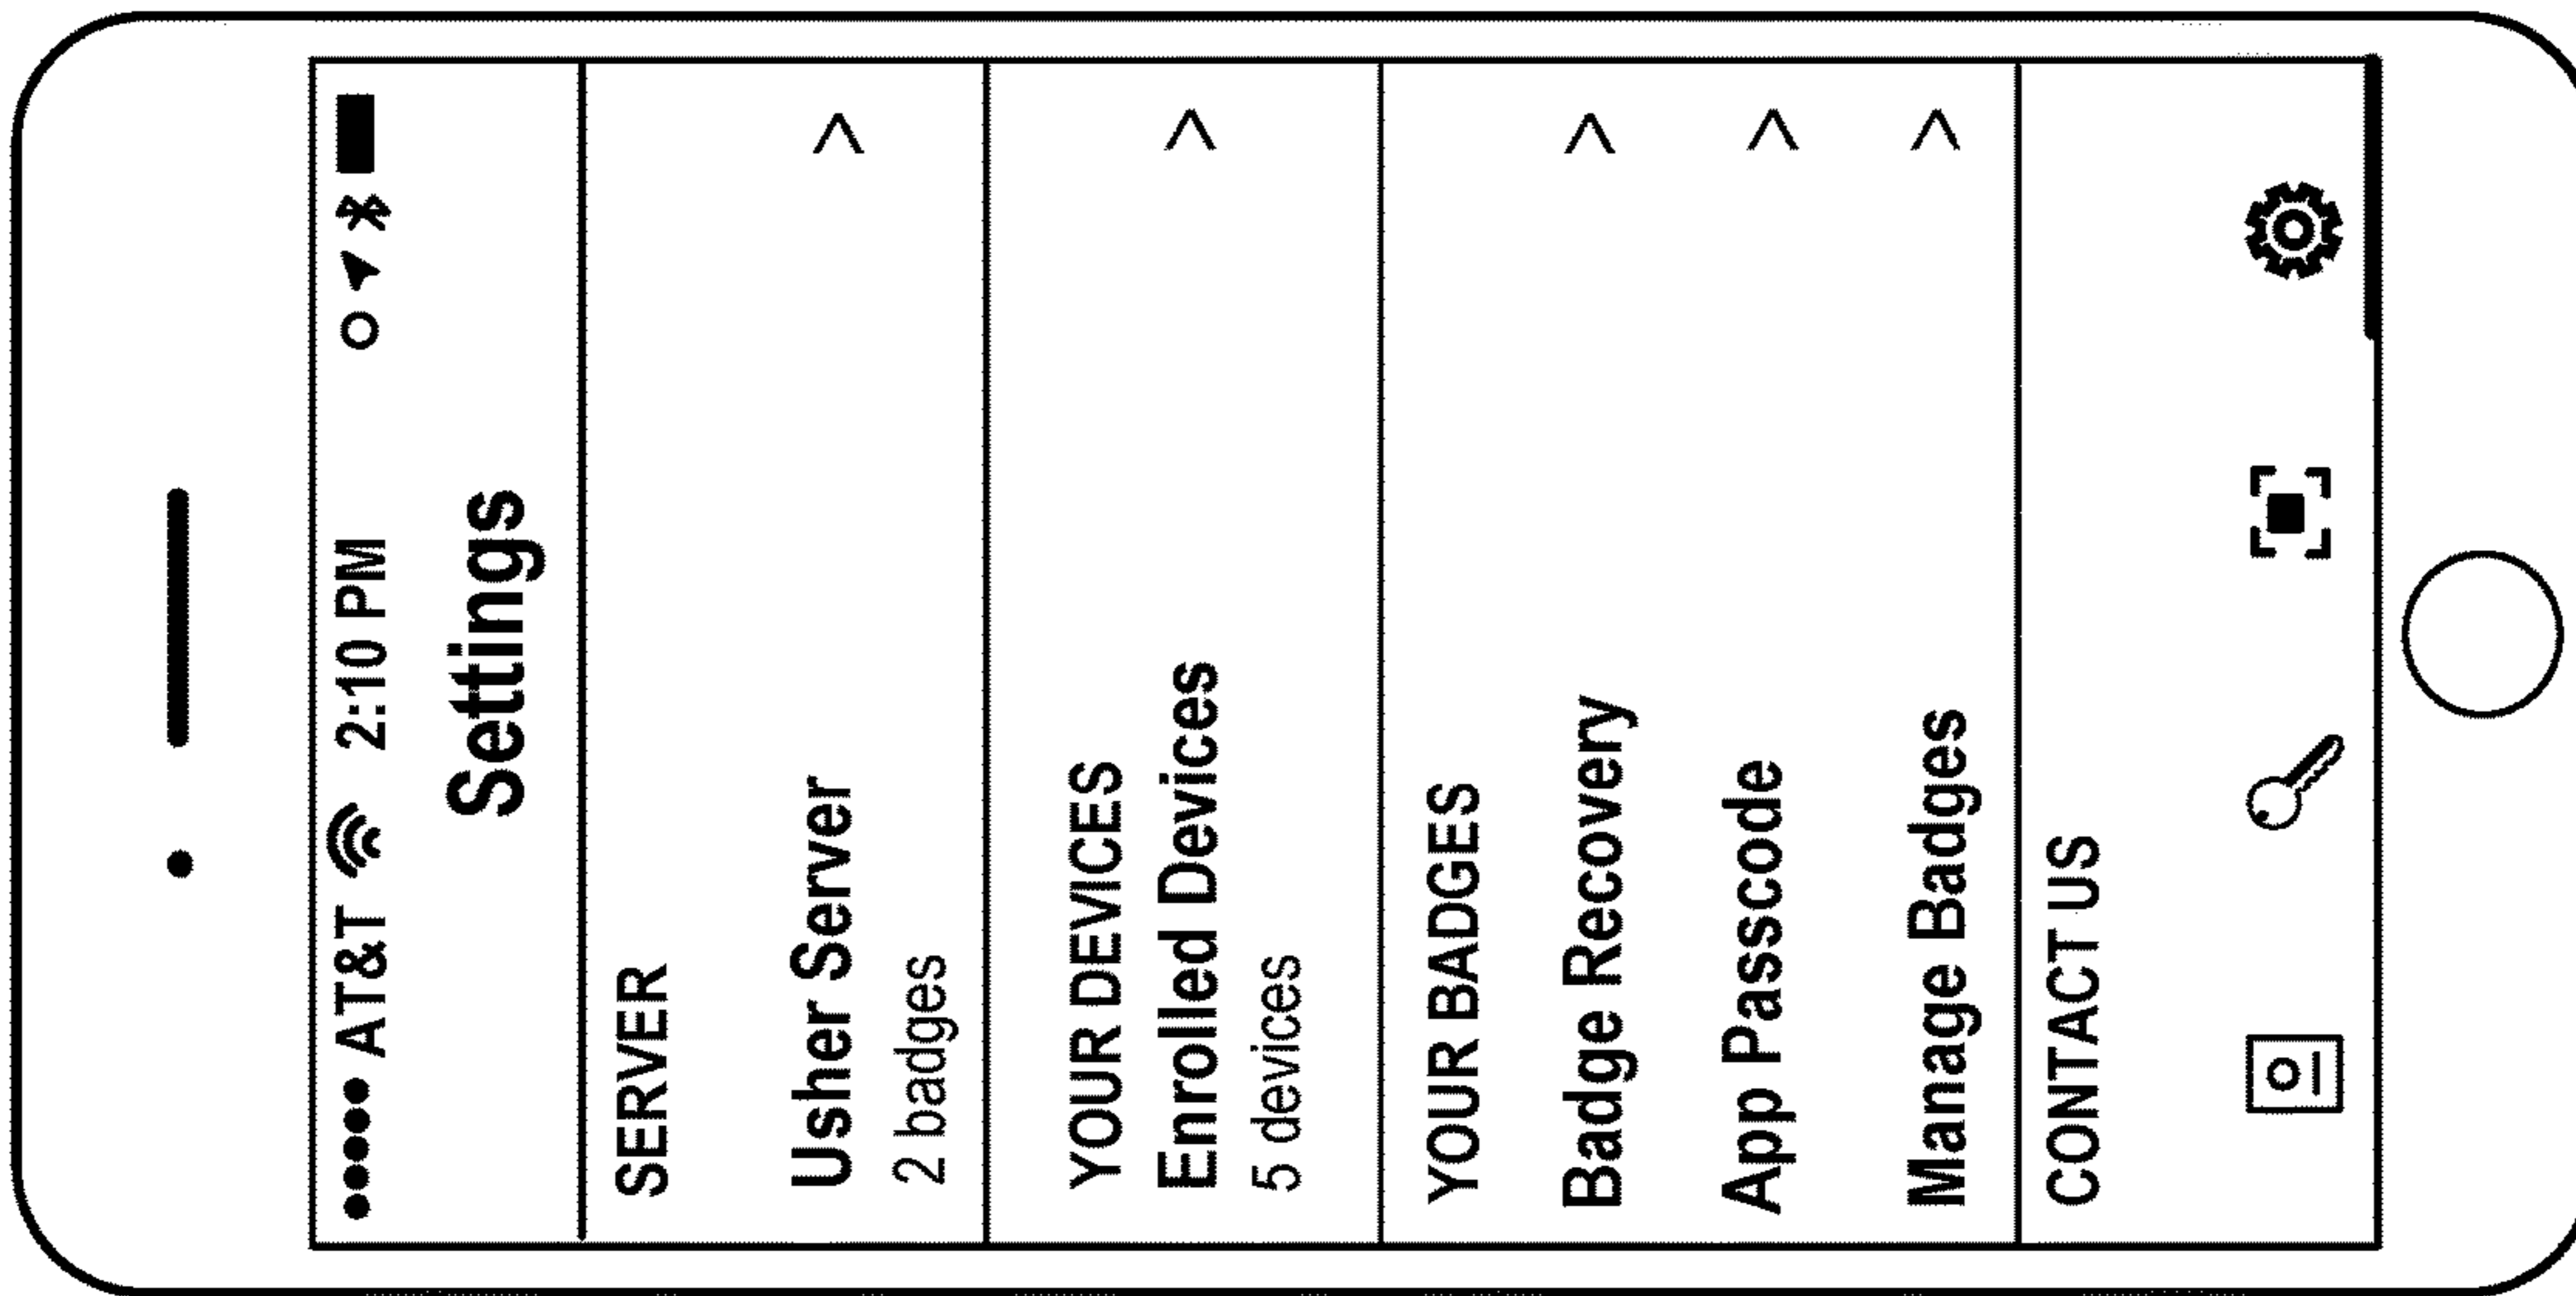 AT&T 2:10 PM
Settings
SERVER
Usher Server >
2 badges
YOUR DEVICES
Enrolled Devices >
5 devices
YOUR BADGES
Badge Recovery >
App Passcode >
Manage Badges >
CONTACT US